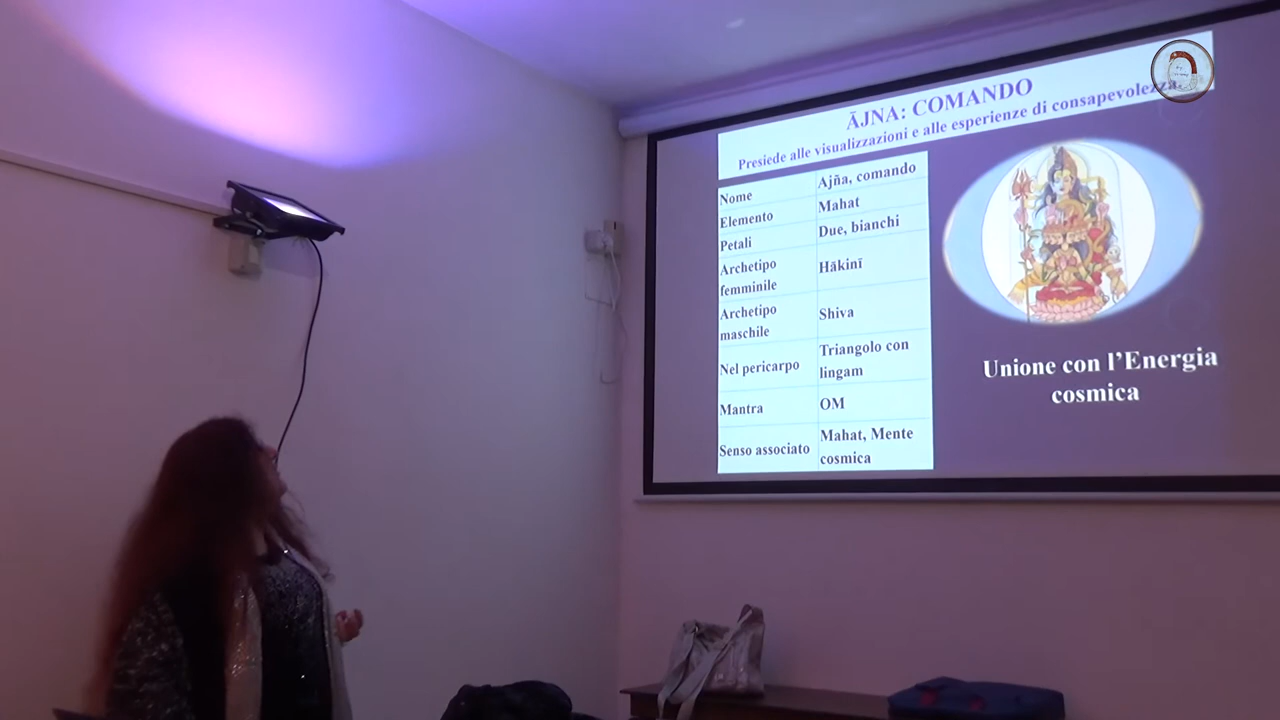 ĀJNA: COMANDO
Presiede alle visualizzazioni e alle esperienze di consapevolezza.
Nome Ajña, comando
Elemento Mahat
Petali Due, bianchi
Archetipo femminile Hākinī
Archetipo maschile Shiva
Nel pericarpo Triangolo con lingam
Mantra OM
Senso associato Mahat, Mente cosmica
Unione con l'Energia
cosmica